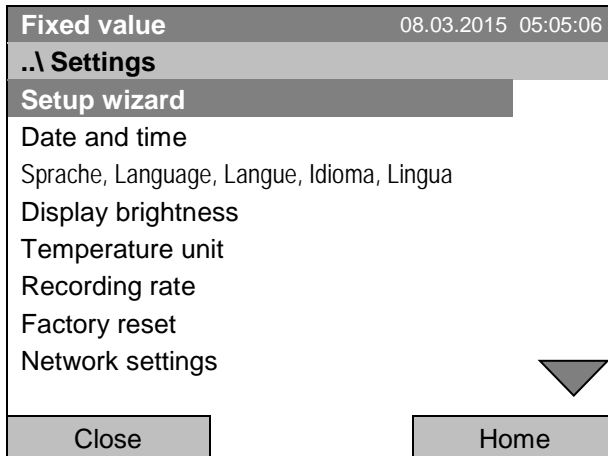 Fixed value 08.03.2015 05:05:06
..\ Settings
Setup wizard
Date and time
Sprache, Language, Langue, Idioma, Lingua
Display brightness
Temperature unit
Recording rate
Factory reset
Network settings
Close Home